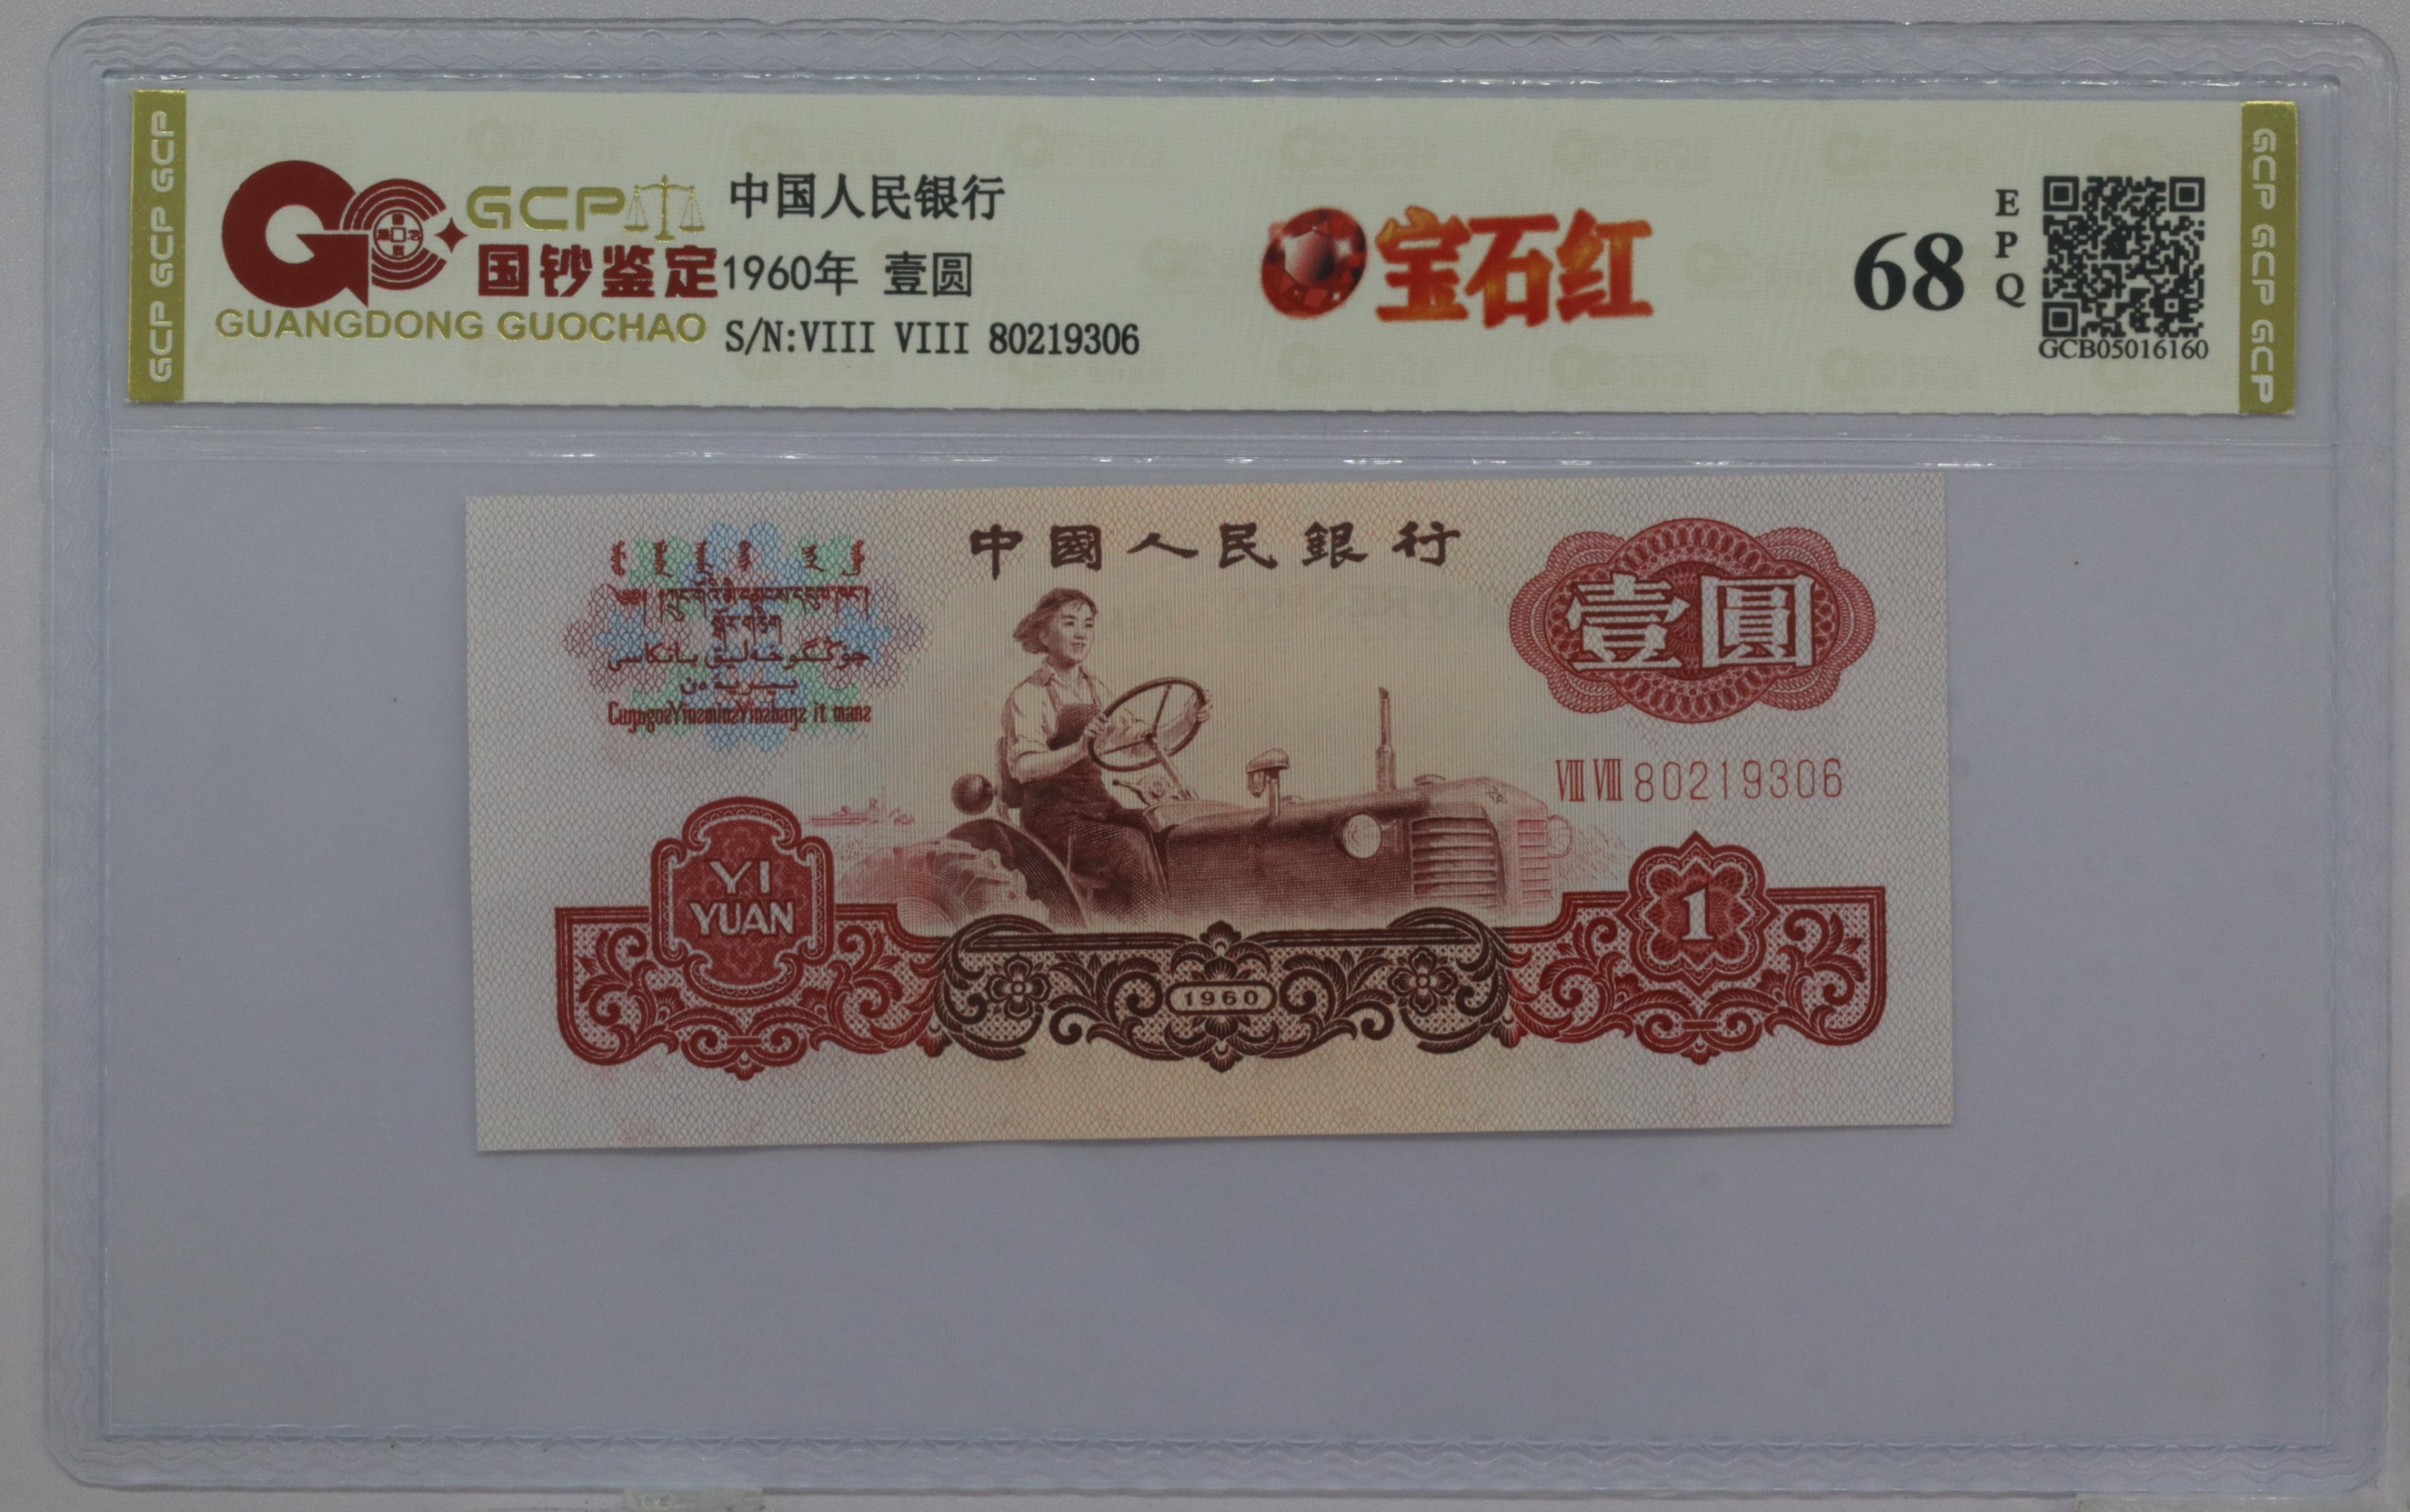 GCP GCP GCP
GCP
国钞鉴定
GUANGDONG GUOCHAO
中国人民银行
1960年 壹圆
S/N:VIII VIII 80219306
宝石红
68
EPQ
GCB05016160
GCP GCP GCP
中國人民銀行
壹圓
VIII VIII 80219306
YI
YUAN
1960
1